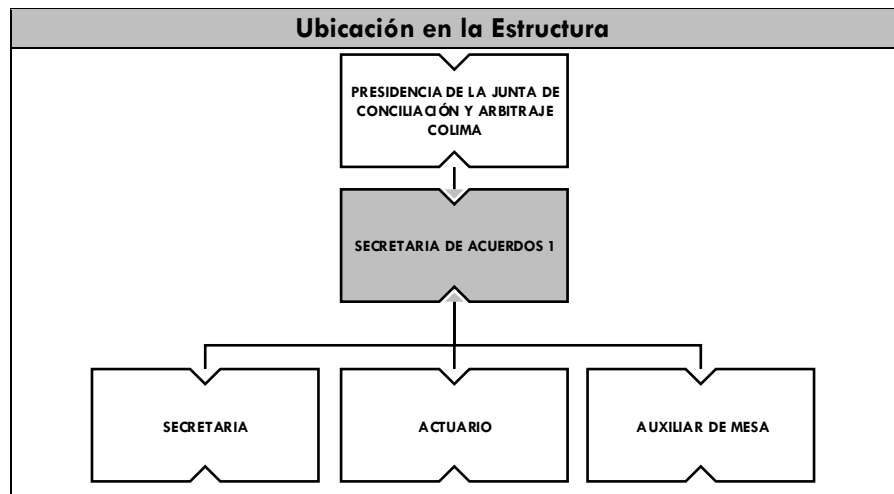 Ubicación en la Estructura
PRESIDENCIA DE LA JUNTA DE
CONCILIACIÓN Y ARBITRAJE
COLIMA
SECRETARIA DE ACUERDOS 1
SECRETARIA
ACTUARIO
AUXILIAR DE MESA